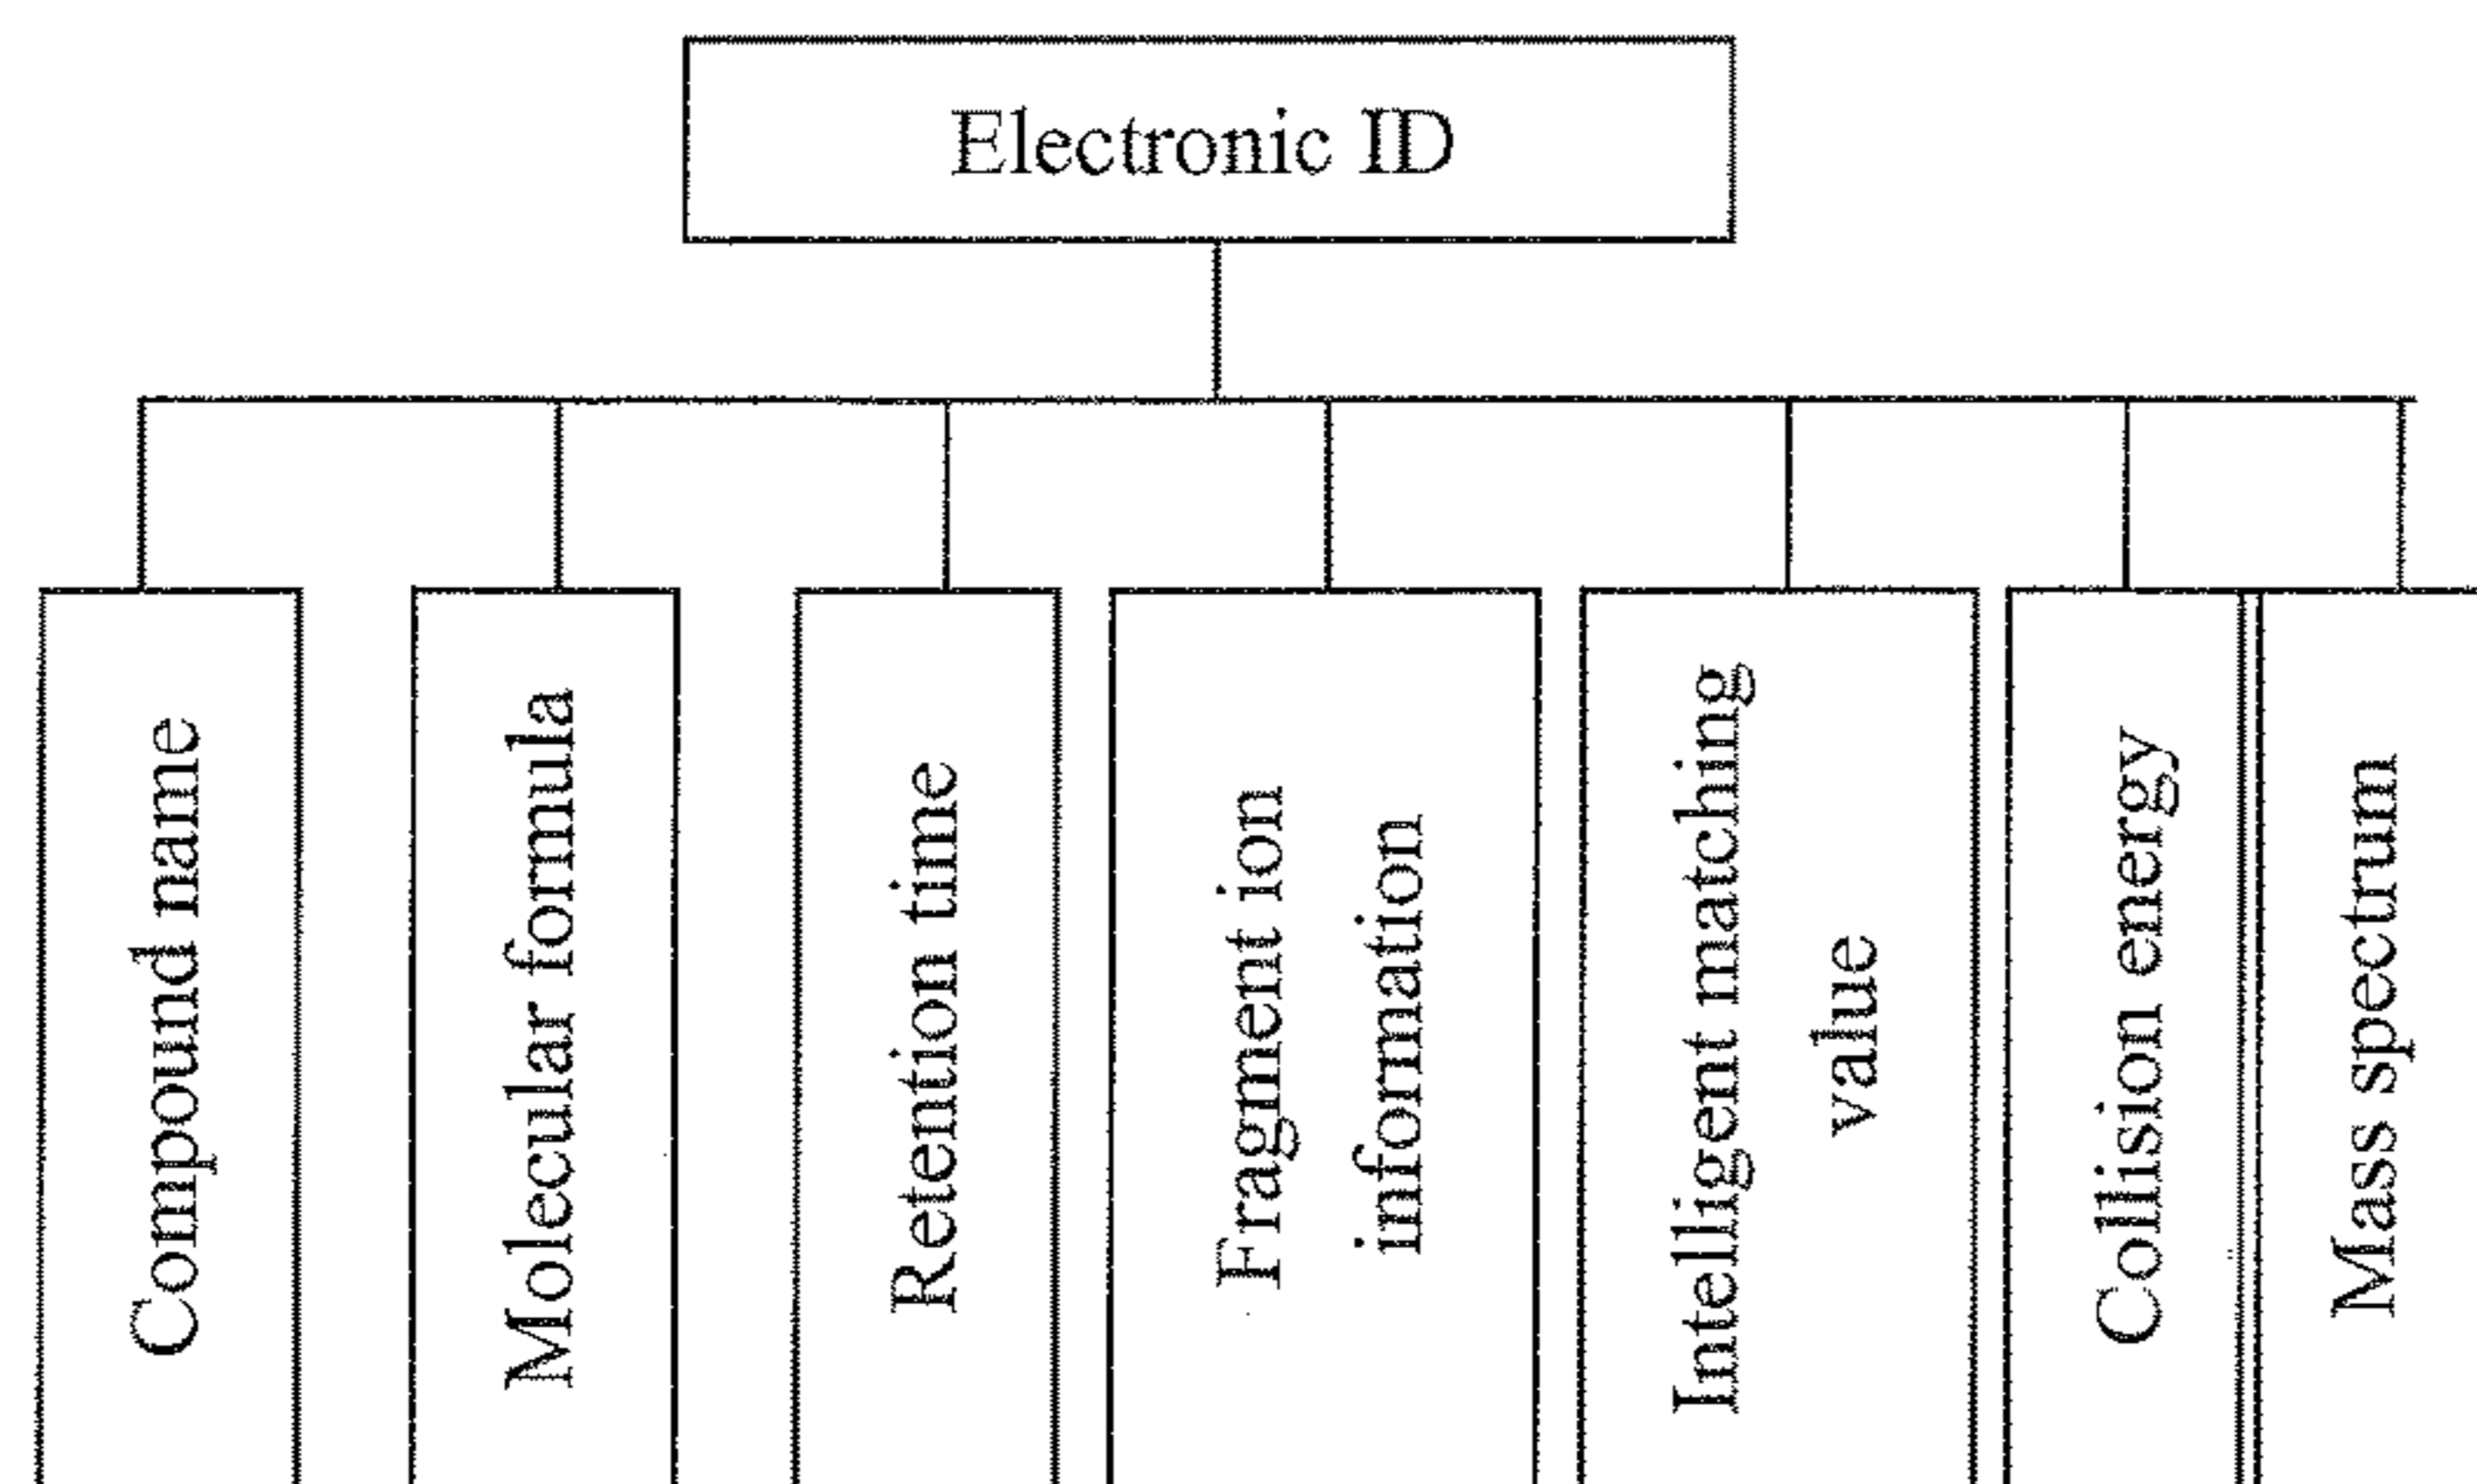 Electronic ID
Compound name
Molecular formula
Retention time
Fragment ion
information
Intelligent matching
value
Collision energy
Mass spectrum